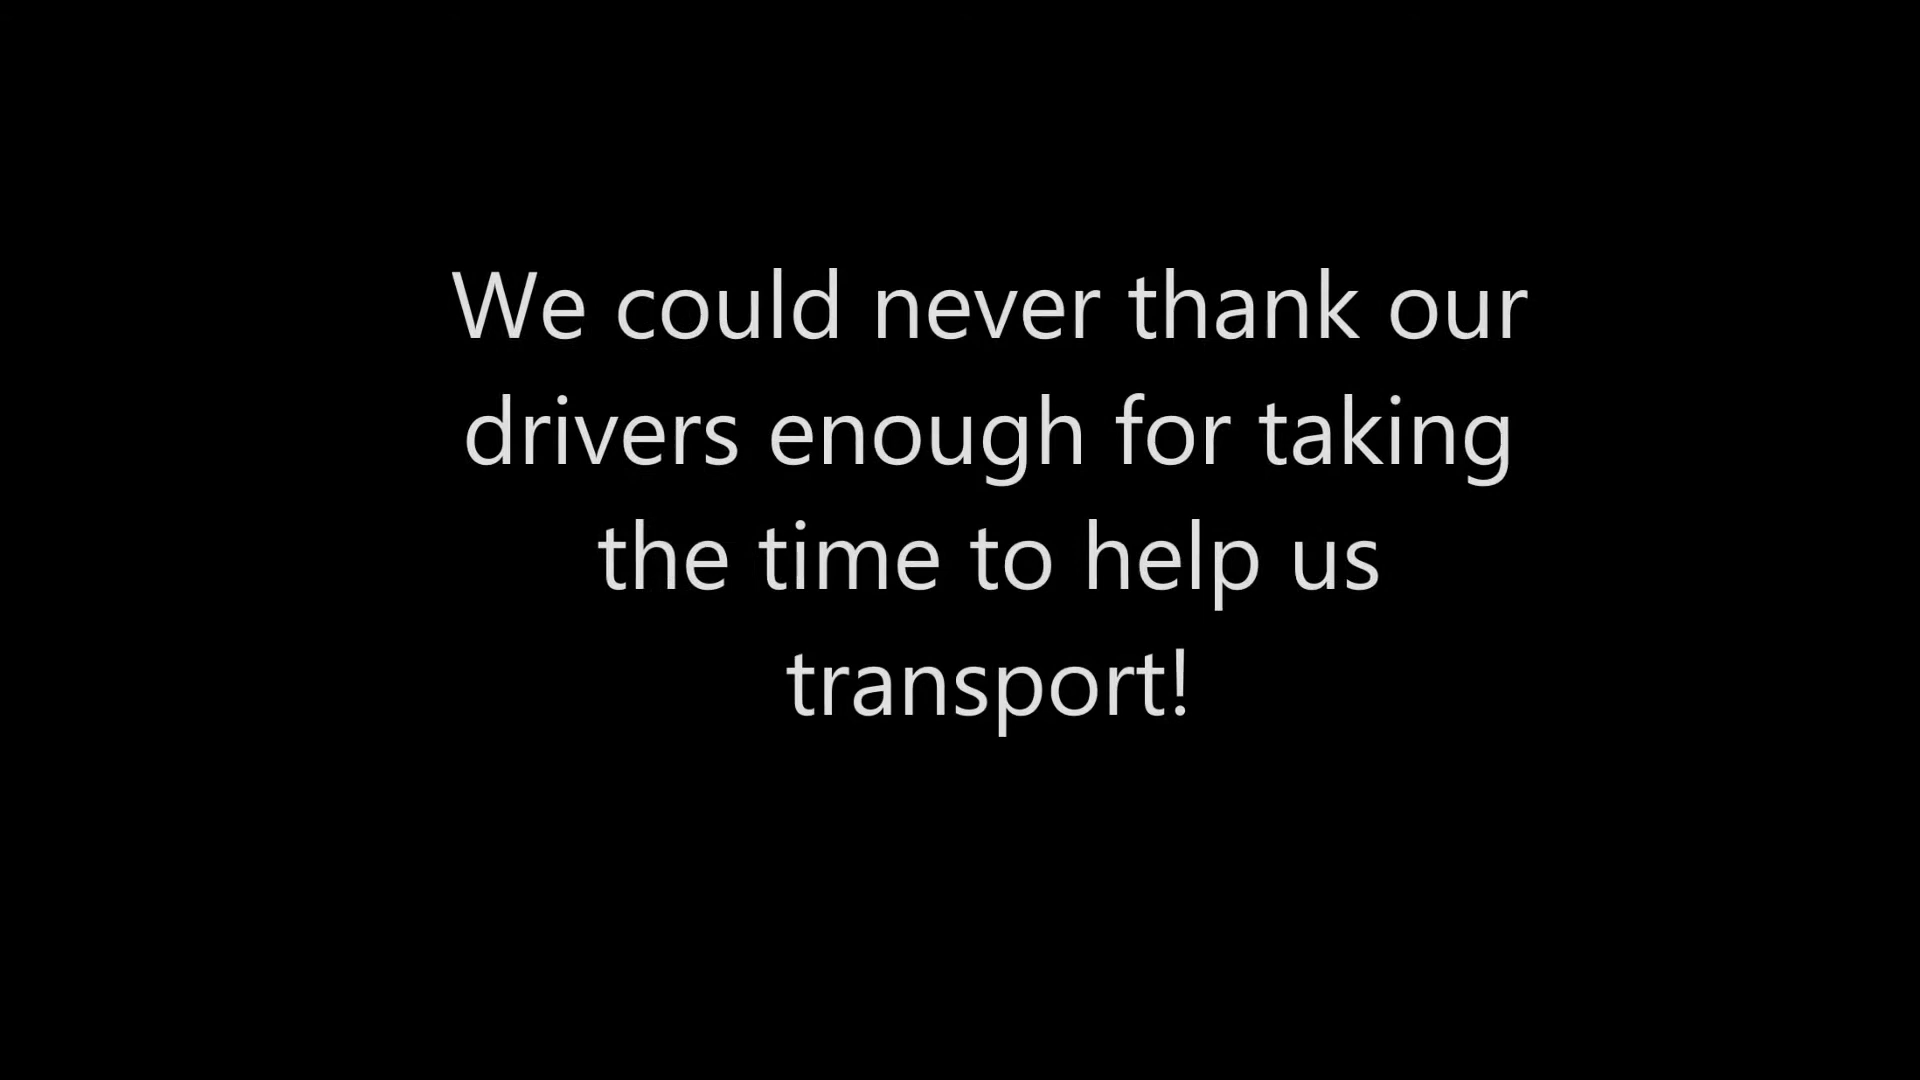 We could never thank our
drivers enough for taking
the time to help us
transport!